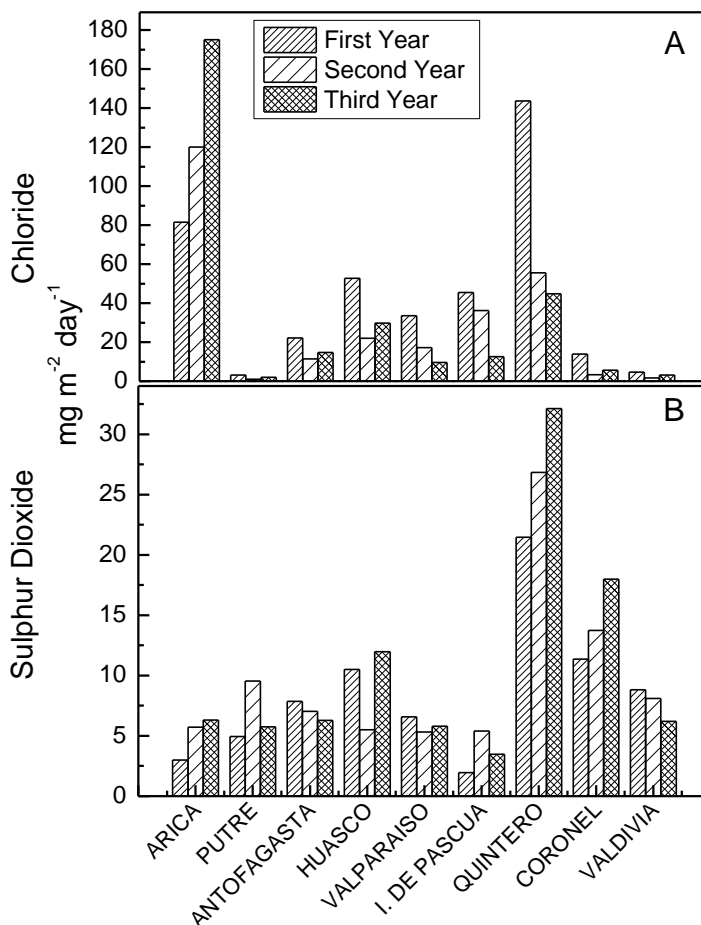 A
First Year
Second Year
Third Year
180
160
140
120
100
80
60
40
20
0
Chloride
mg m⁻² day⁻¹
B
30
25
20
15
10
5
0
Sulphur Dioxide
ARICA
PUTRE
ANTOFAGASTA
HUASCO
VALPARAISO
I. DE PASCUA
QUINTERO
CORONEL
VALDIVIA